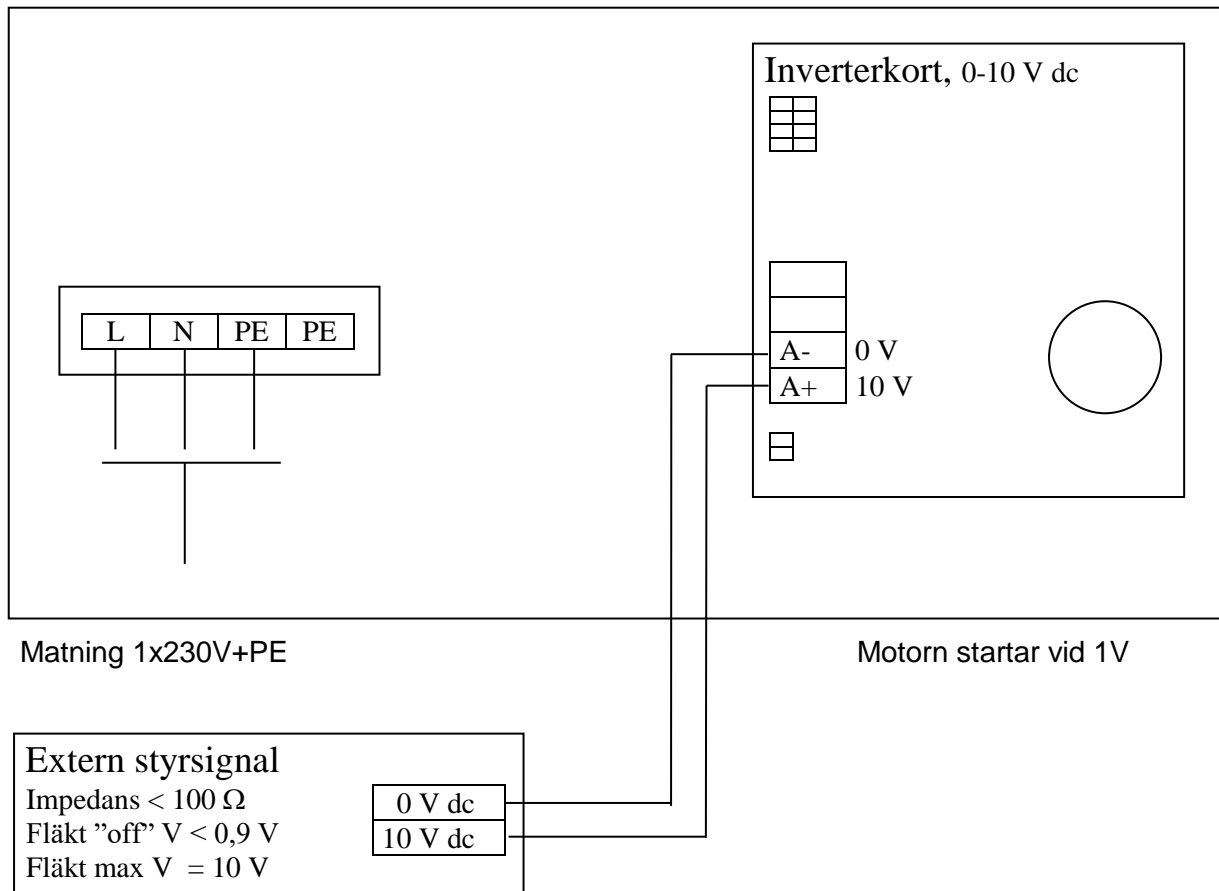 Inverterkort, 0-10 V dc
L N PE PE
A- 0 V
A+ 10 V
Matning 1x230V+PE
Motorn startar vid 1V
Extern styrsignal
Impedans < 100 Ω
Fläkt ”off” V < 0,9 V
Fläkt max V = 10 V
0 V dc
10 V dc